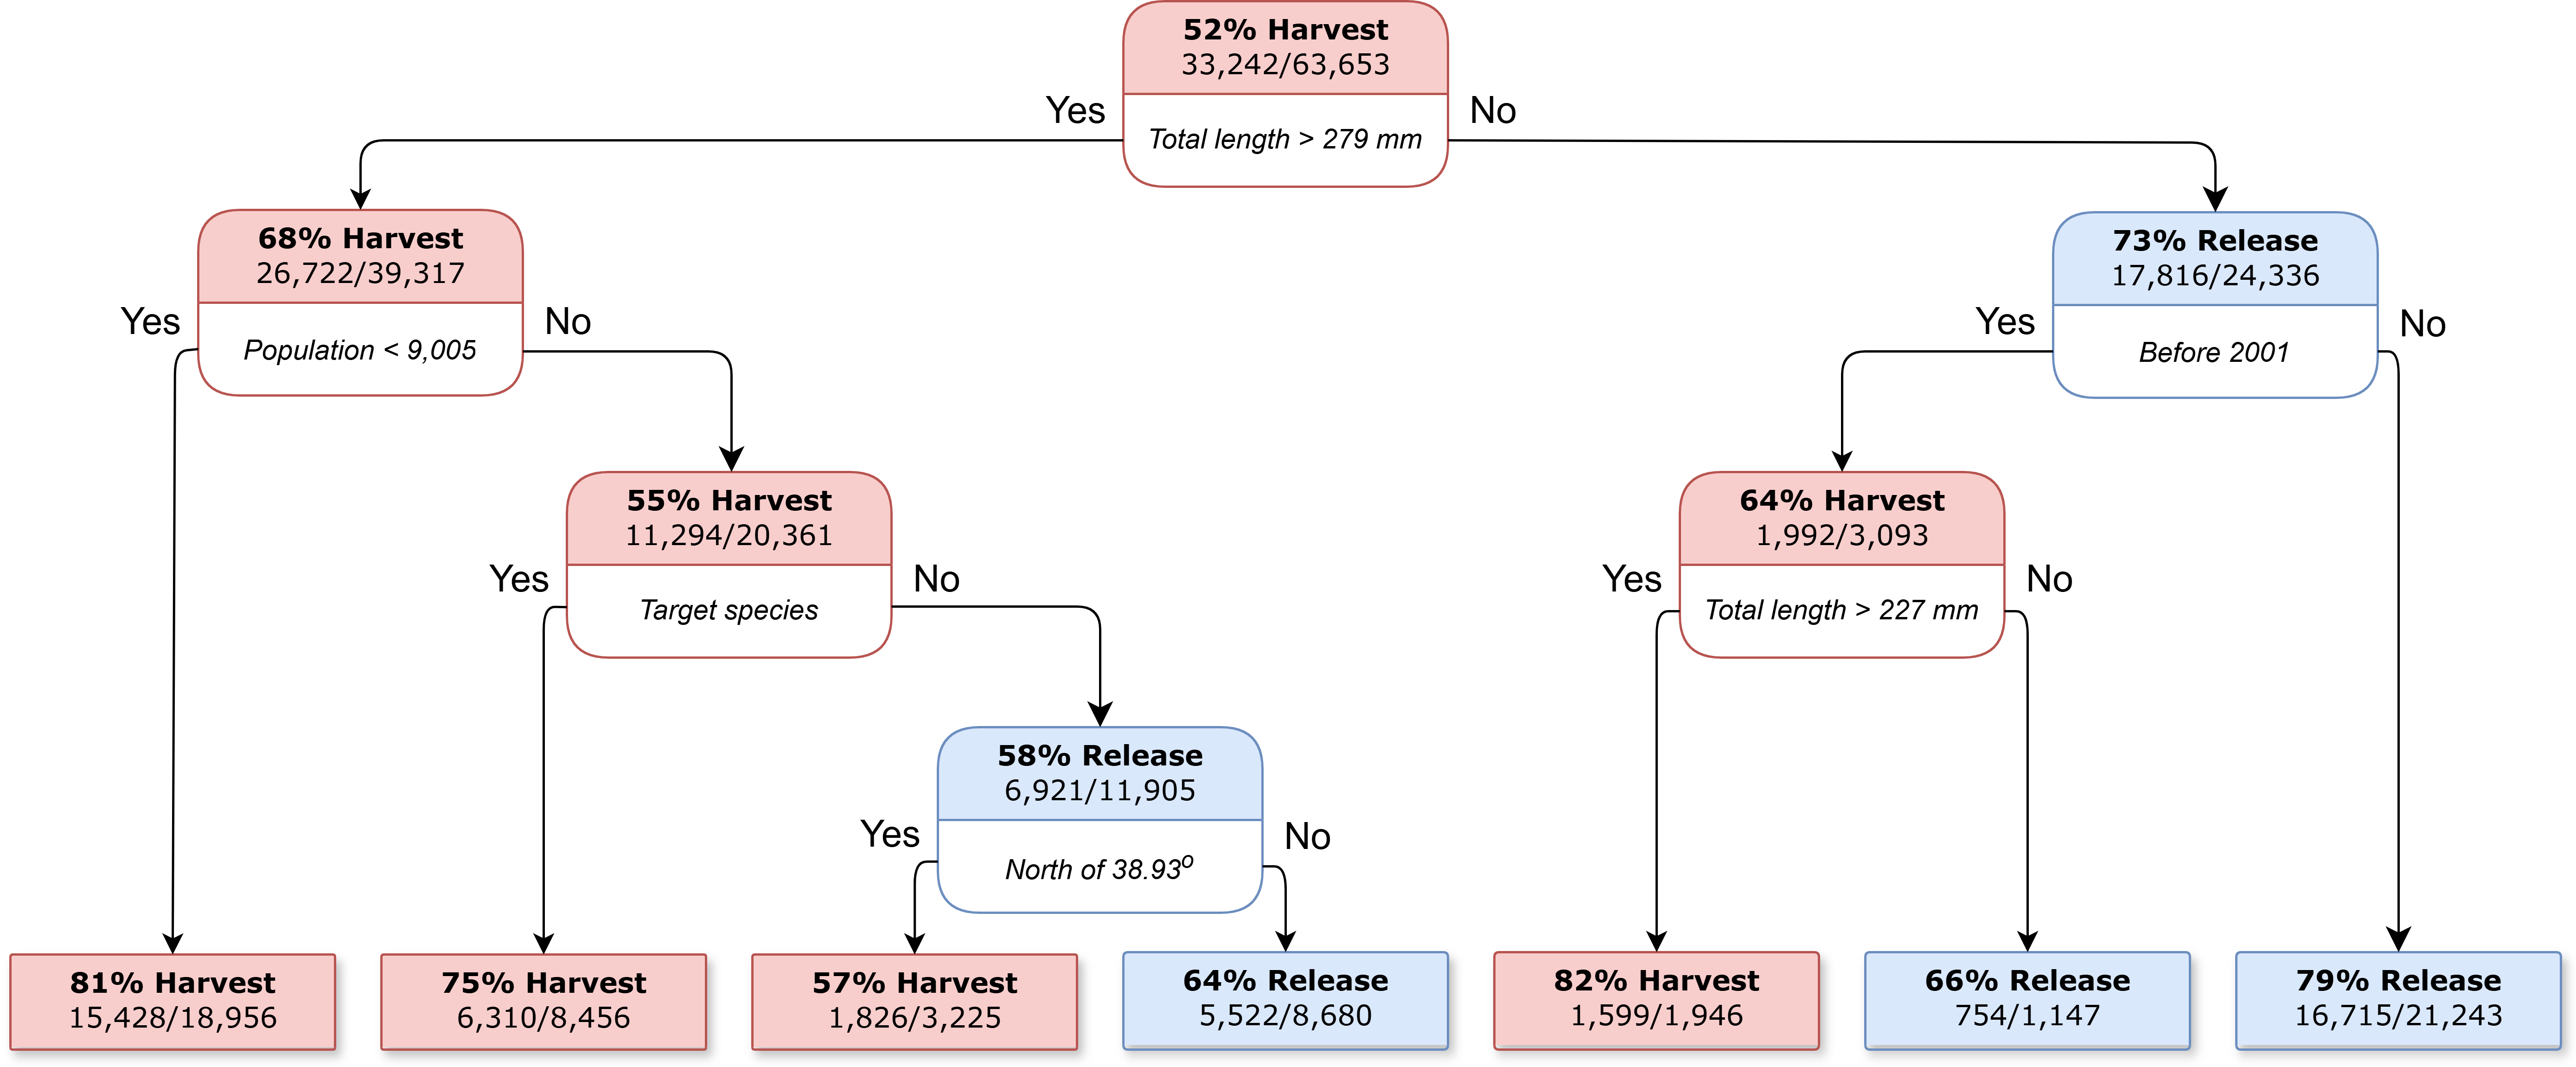 52% Harvest
33,242/63,653
Yes
No
Total length > 279 mm
68% Harvest
26,722/39,317
Yes
No
Population < 9,005
73% Release
17,816/24,336
Yes
No
Before 2001
55% Harvest
11,294/20,361
Yes
No
Target species
64% Harvest
1,992/3,093
Yes
No
Total length > 227 mm
58% Release
6,921/11,905
Yes
No
North of 38.93º
81% Harvest
15,428/18,956
75% Harvest
6,310/8,456
57% Harvest
1,826/3,225
64% Release
5,522/8,680
82% Harvest
1,599/1,946
66% Release
754/1,147
79% Release
16,715/21,243